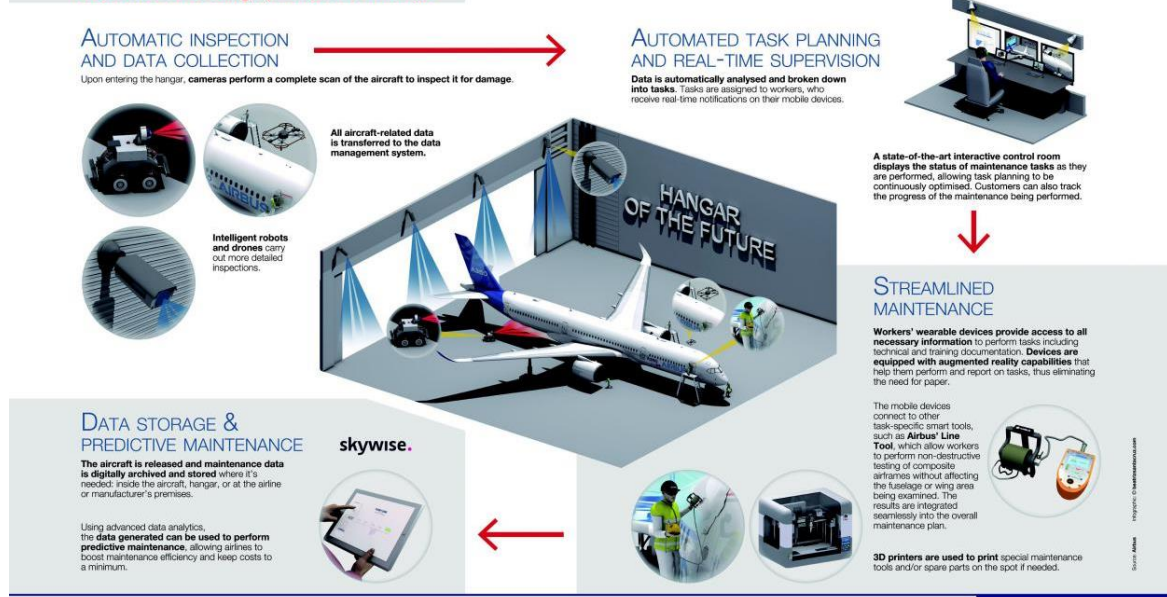 AUTOMATIC INSPECTION
AND DATA COLLECTION
Upon entering the hangar, cameras perform a complete scan of the aircraft to inspect it for damage.
All aircraft-related data
is transferred to the data
management system.
AIRBUS
Intelligent robots
and drones carry
out more detailed
inspections.
AUTOMATED TASK PLANNING
AND REAL-TIME SUPERVISION
Data is automatically analysed and broken down
into tasks. Tasks are assigned to workers, who
receive real-time notifications on their mobile devices.
A state-of-the-art interactive control room
displays the status of maintenance tasks as they
are performed, allowing task planning to be
continuously optimised. Customers can also track
the progress of the maintenance being performed.
HANGAR
OF THE FUTURE
STREAMLINED
MAINTENANCE
Workers' wearable devices provide access to all
necessary information to perform tasks including
technical and training documentation. Devices are
equipped with augmented reality capabilities that
help them perform and report on tasks, thus eliminating
the need for paper.
The mobile devices
connect to other
task-specific smart tools,
such as Airbus' Line
Tool, which allow workers
to perform non-destructive
testing of composite
airframes without affecting
the fuselage or wing area
being examined. The
results are integrated
seamlessly into the overall
maintenance plan.
3D printers are used to print special maintenance
tools and/or spare parts on the spot if needed.
DATA STORAGE &
PREDICTIVE MAINTENANCE
skywise.
The aircraft is released and maintenance data
is digitally archived and stored where it's
needed: inside the aircraft, hangar, or at the airline
or manufacturer's premises.
Using advanced data analytics,
the data generated can be used to perform
predictive maintenance, allowing airlines to
boost maintenance efficiency and keep costs to
a minimum.
Source: Airbus